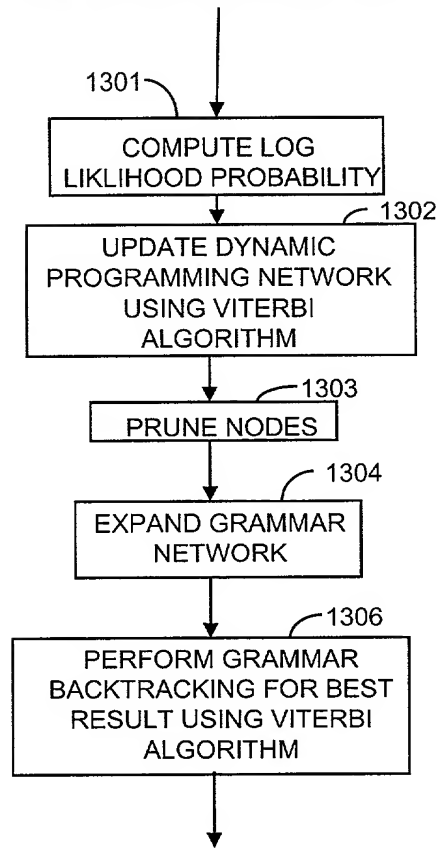 1301
COMPUTE LOG
LIKLIHOOD PROBABILITY
1302
UPDATE DYNAMIC
PROGRAMMING NETWORK
USING VITERBI
ALGORITHM
1303
PRUNE NODES
1304
EXPAND GRAMMAR
NETWORK
1306
PERFORM GRAMMAR
BACKTRACKING FOR BEST
RESULT USING VITERBI
ALGORITHM